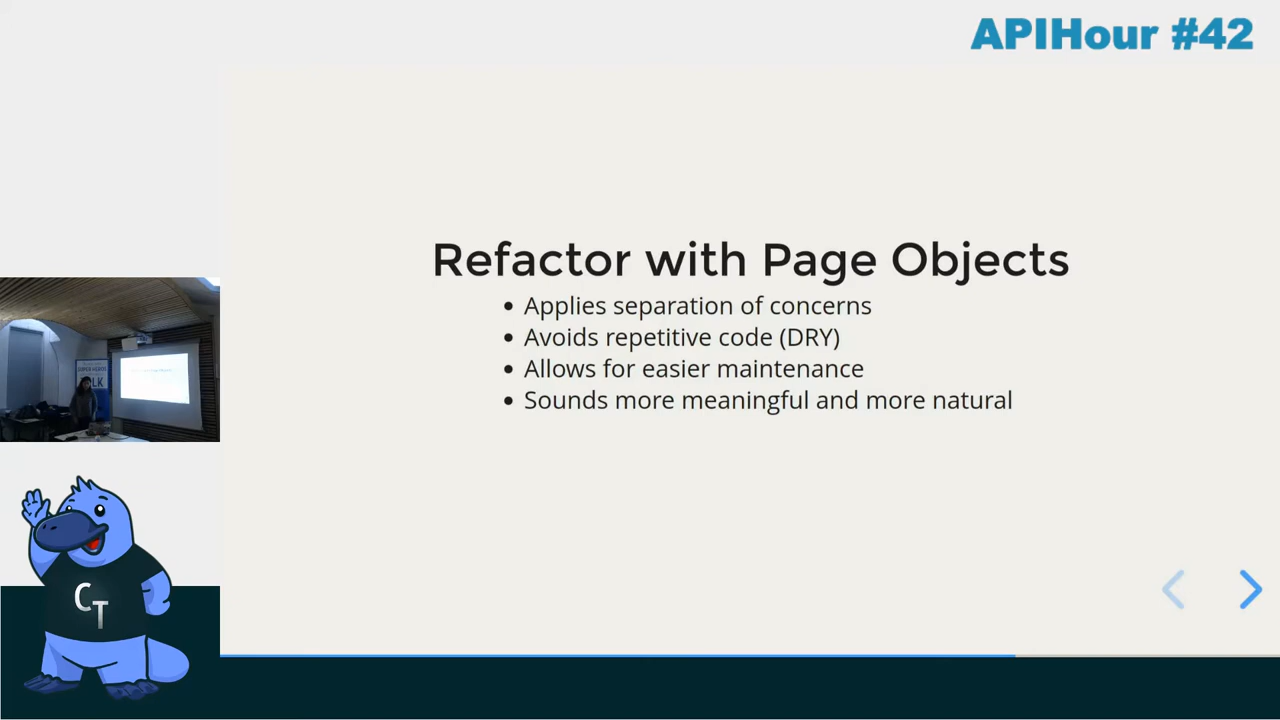 APIHour #42
Refactor with Page Objects
• Applies separation of concerns
• Avoids repetitive code (DRY)
• Allows for easier maintenance
• Sounds more meaningful and more natural
CT